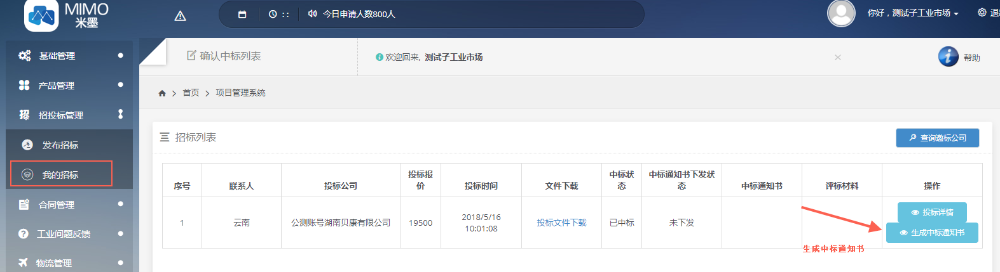 MIMO
米墨
: :
今日申请人数800人
你好，测试子工业市场
退
基础管理
产品管理
招投标管理
发布招标
我的招标
合同管理
工业问题反馈
物流管理
确认中标列表
欢迎回来, 测试子工业市场
×
帮助
首页 > 项目管理系统
招标列表
查询邀标公司
序号 联系人 投标公司 投标报价 投标时间 文件下载 中标状态 中标通知书下发状态 中标通知书 评标材料 操作
1 云南 公测账号湖南贝康有限公司 19500 2018/5/16 10:01:08 投标文件下载 已中标 未下发
投标详情
生成中标通知书
生成中标通知书